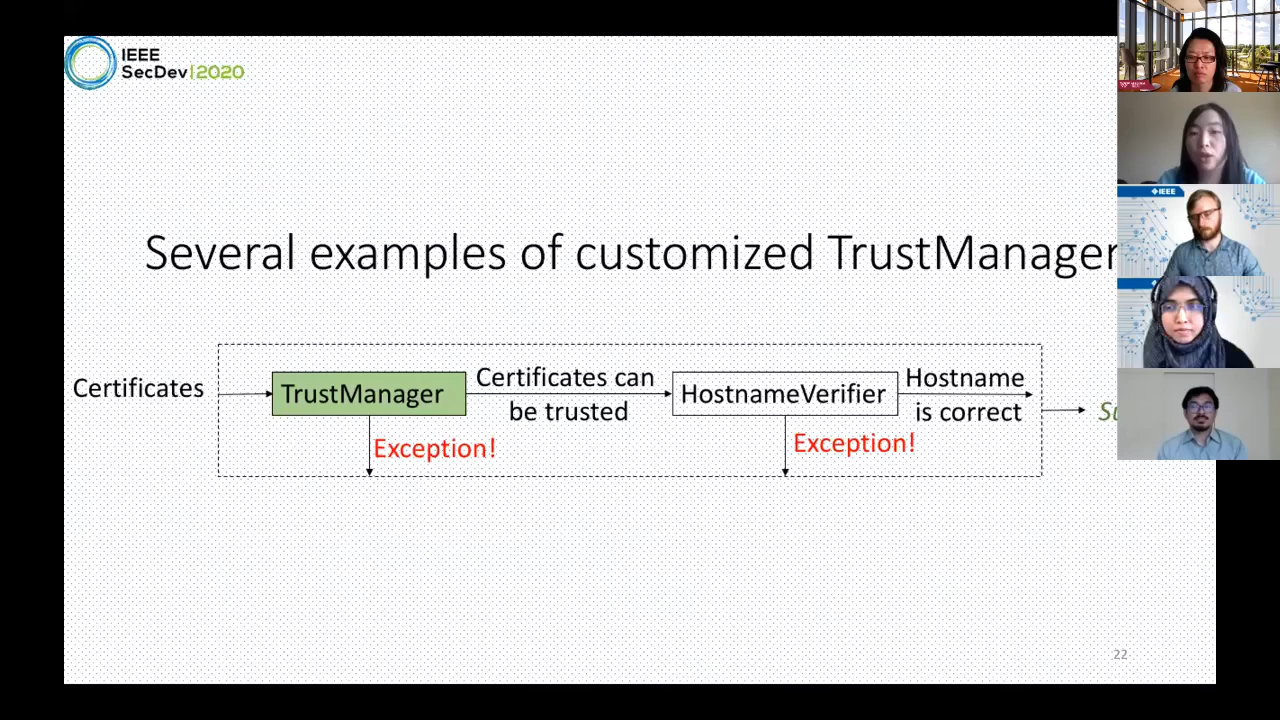 IEEE
SecDev|2020
Several examples of customized TrustManager
Certificates
TrustManager
Certificates can
be trusted
HostnameVerifier
Hostname
is correct
Su
Exception!
Exception!
22
IEEE